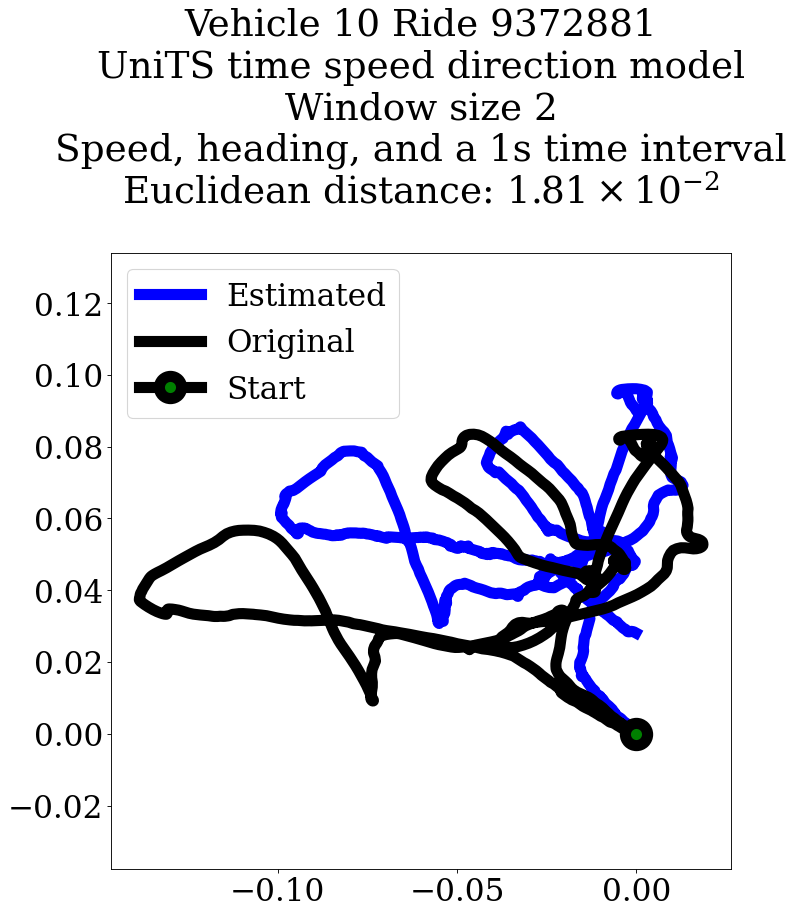 Vehicle 10 Ride 9372881
UniTS time speed direction model
Window size 2
Speed, heading, and a 1s time interval
Euclidean distance: 1.81 × 10⁻²
Estimated
Original
Start
0.12
0.10
0.08
0.06
0.04
0.02
0.00
−0.02
−0.10 −0.05 0.00